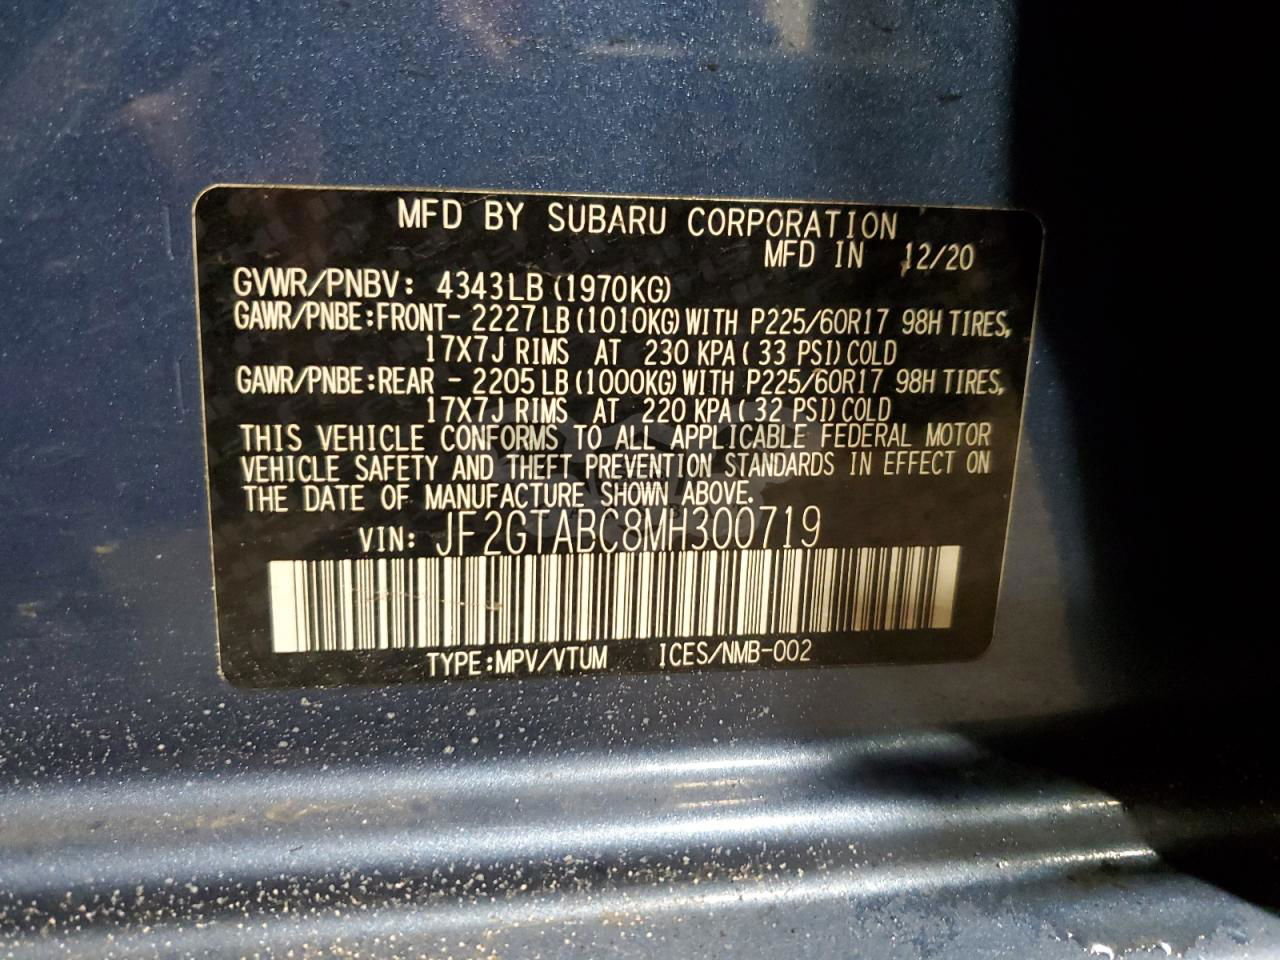 MFD BY SUBARU CORPORATION
MFD IN 12/20
GVWR/PNBV: 4343LB (1970KG)
GAWR/PNBE:FRONT- 2227 LB (1010KG) WITH P225/60R17 98H TIRES,
17X7J RIMS AT 230 KPA ( 33 PSI) COLD
GAWR/PNBE:REAR - 2205 LB (1000KG) WITH P225/60R17 98H TIRES,
17X7J RIMS AT 220 KPA ( 32 PSI) COLD
THIS VEHICLE CONFORMS TO ALL APPLICABLE FEDERAL MOTOR
VEHICLE SAFETY AND THEFT PREVENTION STANDARDS IN EFFECT ON
THE DATE OF MANUFACTURE SHOWN ABOVE.
VIN: JF2GTABC8MH300719
TYPE:MPV/VTUM ICES/NMB-002